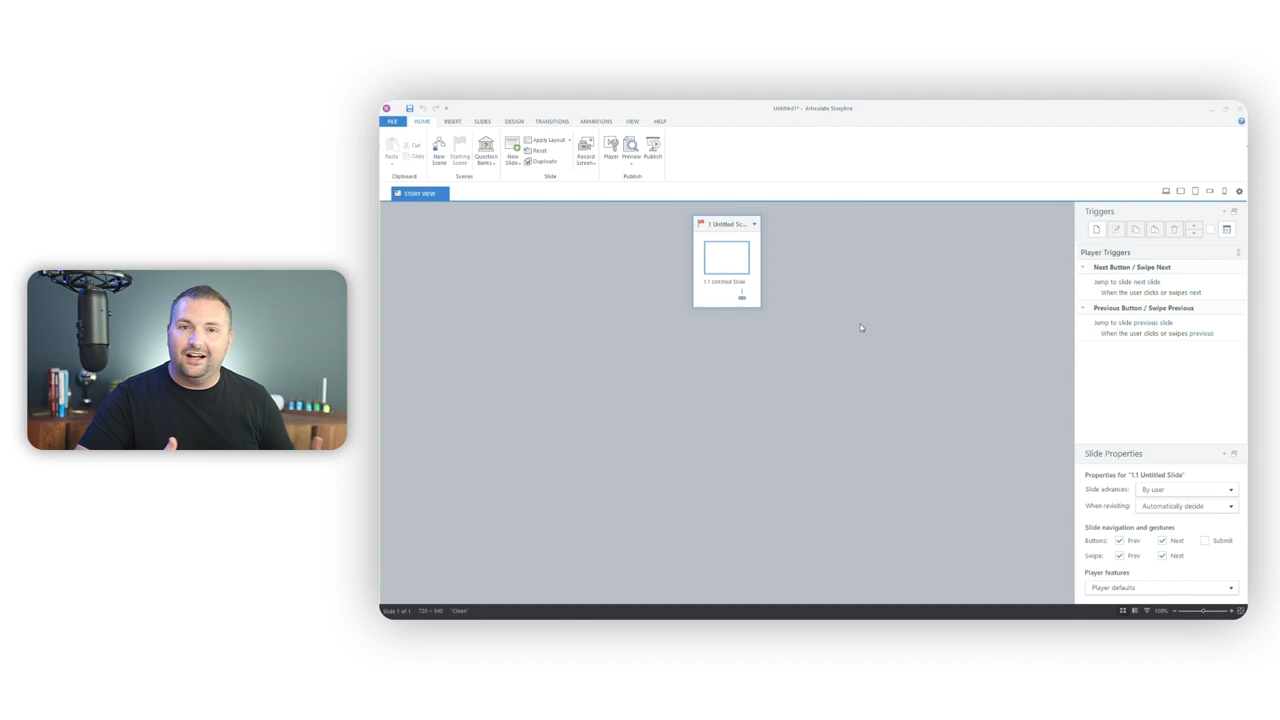 Untitled1* - Articulate Storyline
FILE HOME INSERT SLIDES DESIGN TRANSITIONS ANIMATIONS VIEW HELP
Paste
Cut
Copy
Clipboard
New Scene
Starting Scene
Question Banks
Scenes
New Slide
Apply Layout
Reset
Duplicate
Slide
Record Screen
Player
Preview
Publish
Publish
STORY VIEW
1 Untitled Sc...
1.1 Untitled Slide
Triggers
Player Triggers
Next Button / Swipe Next
Jump to slide next slide
When the user clicks or swipes next
Previous Button / Swipe Previous
Jump to slide previous slide
When the user clicks or swipes previous
Slide Properties
Properties for "1.1 Untitled Slide"
Slide advances: By user
When revisiting: Automatically decide
Slide navigation and gestures
Buttons: Prev Next Submit
Swipe: Prev Next
Player features
Player defaults
Slide 1 of 1 720 × 540 "Clean" 100%